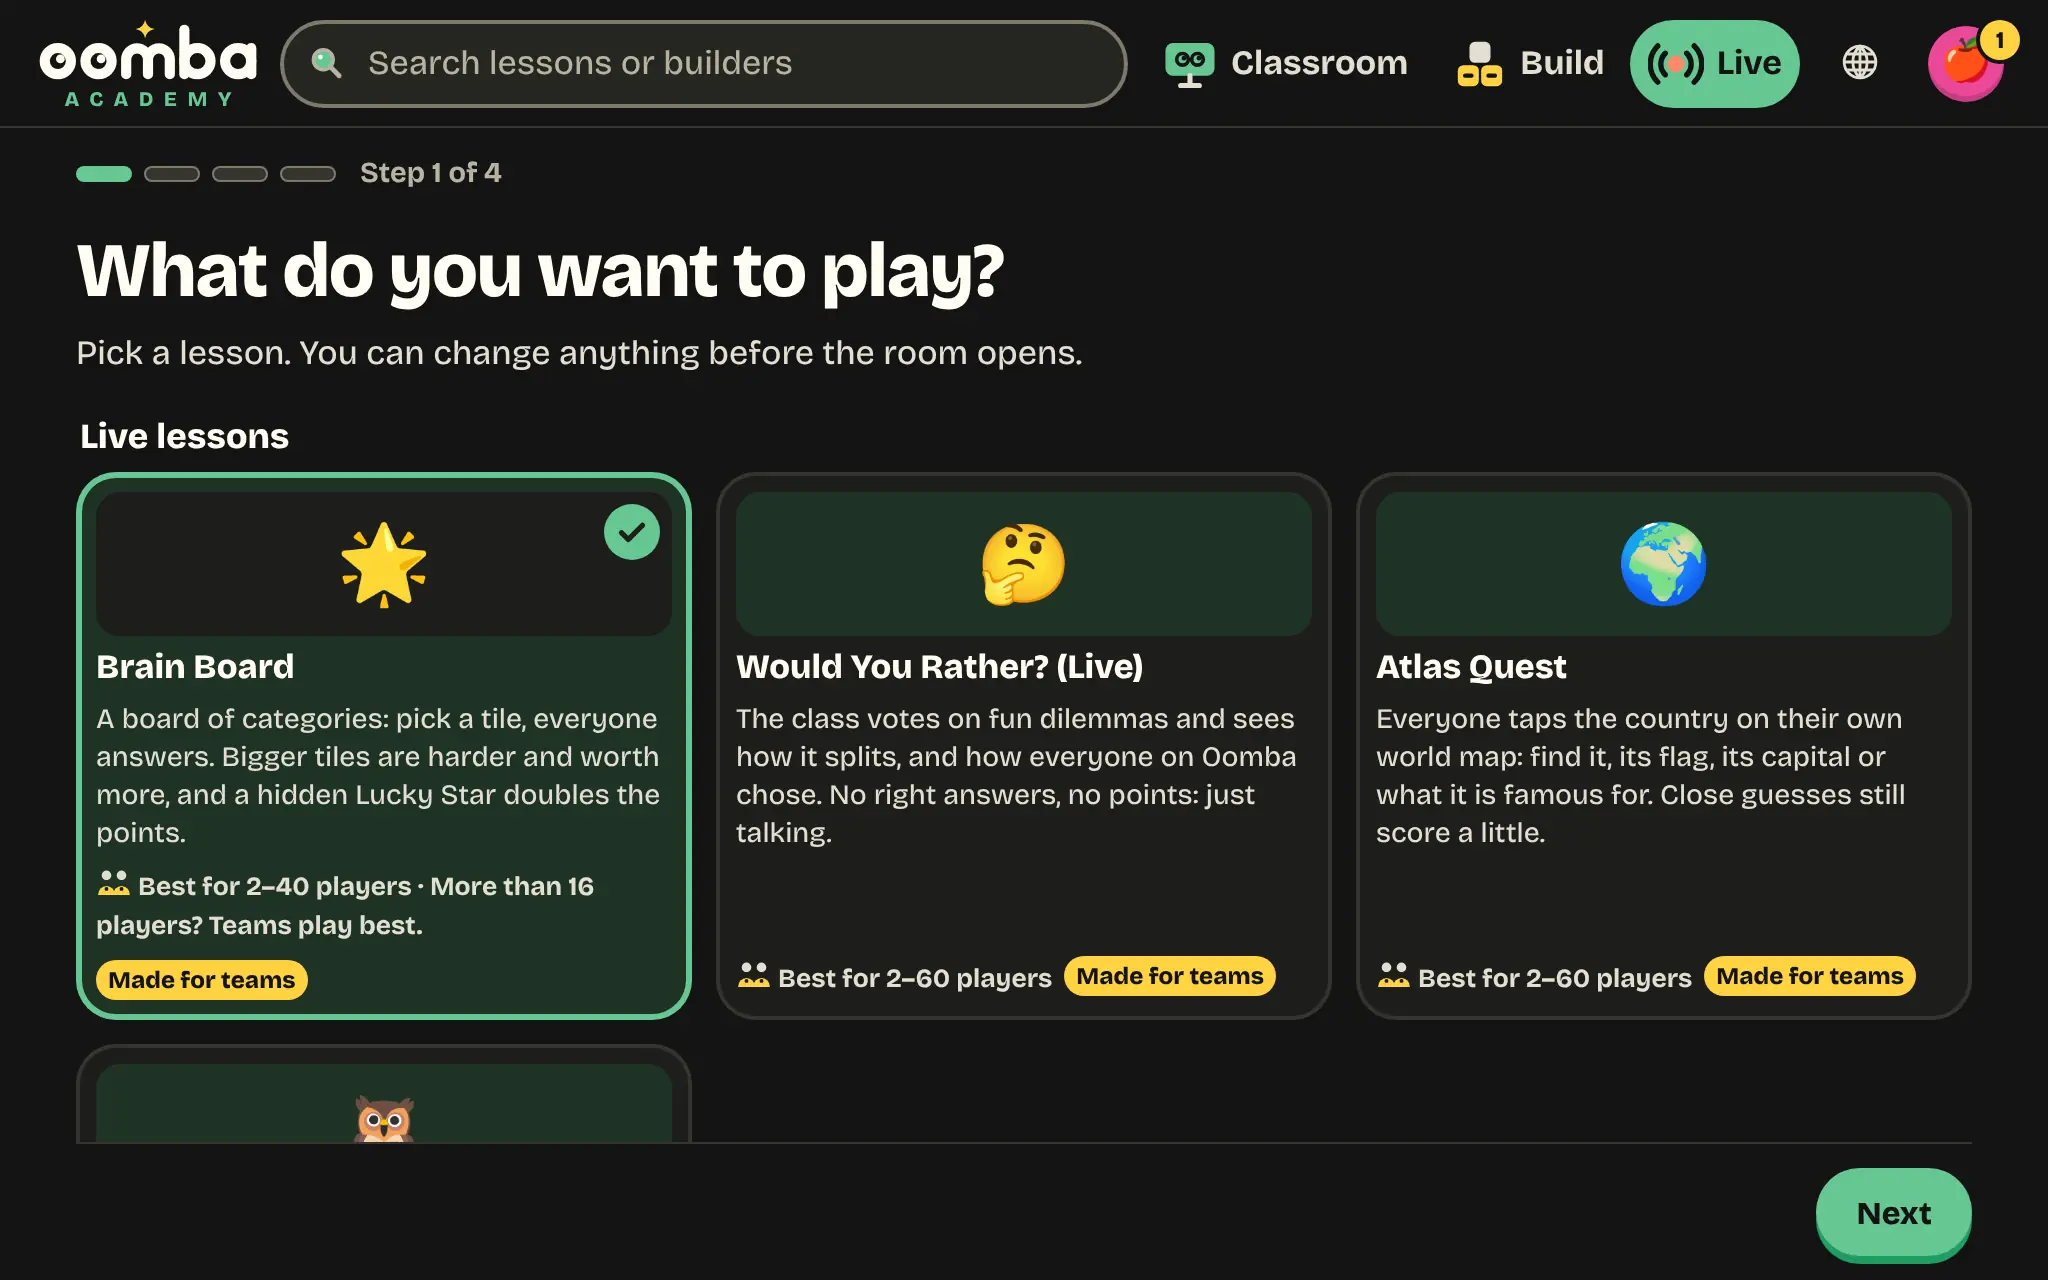 oomba
ACADEMY
Search lessons or builders
Classroom
Build
Live
1
Step 1 of 4
What do you want to play?
Pick a lesson. You can change anything before the room opens.
Live lessons
Brain Board
A board of categories: pick a tile, everyone
answers. Bigger tiles are harder and worth
more, and a hidden Lucky Star doubles the
points.
Best for 2–40 players · More than 16
players? Teams play best.
Made for teams
Would You Rather? (Live)
The class votes on fun dilemmas and sees
how it splits, and how everyone on Oomba
chose. No right answers, no points: just
talking.
Best for 2–60 players
Made for teams
Atlas Quest
Everyone taps the country on their own
world map: find it, its flag, its capital or
what it is famous for. Close guesses still
score a little.
Best for 2–60 players
Made for teams
Next